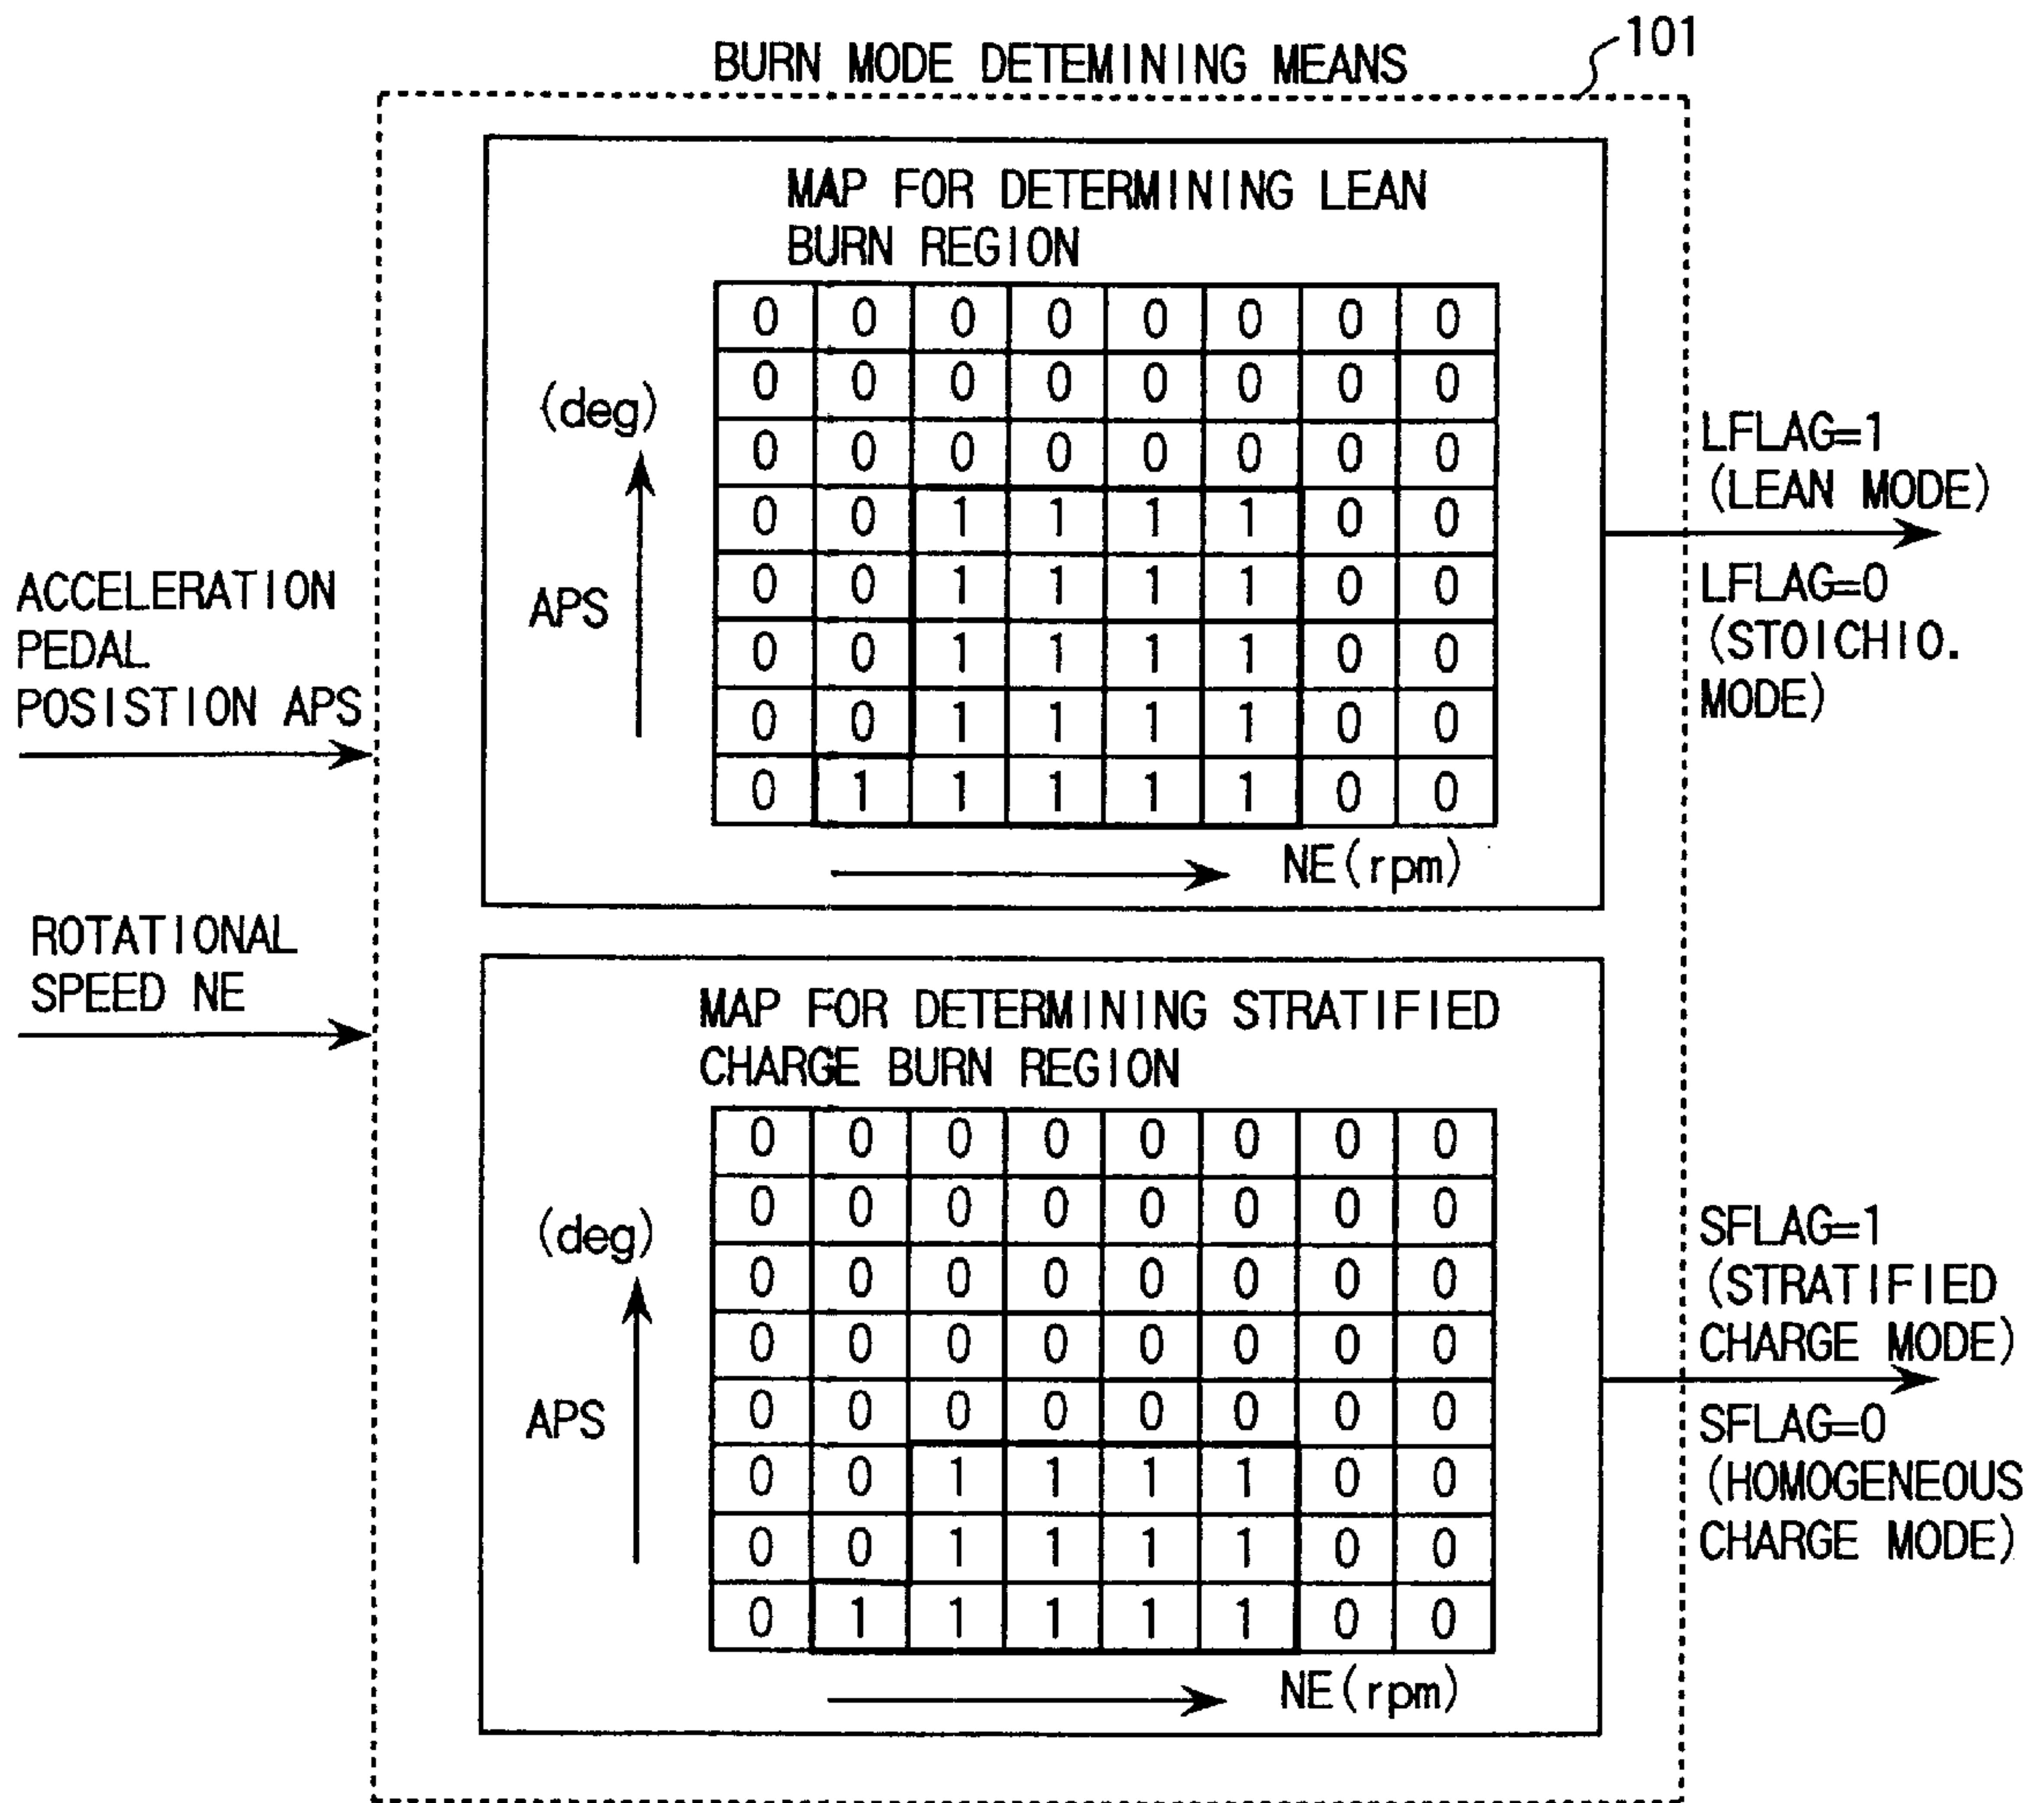 101
BURN MODE DETEMINING MEANS
MAP FOR DETERMINING LEAN
BURN REGION
0 0 0 0 0 0 0 0
0 0 0 0 0 0 0 0
0 0 0 0 0 0 0 0
0 0 1 1 1 1 0 0
0 0 1 1 1 1 0 0
0 0 1 1 1 1 0 0
0 0 1 1 1 1 0 0
0 1 1 1 1 1 0 0
(deg)
APS
NE(rpm)
ACCELERATION
PEDAL
POSISTION APS
ROTATIONAL
SPEED NE
LFLAG=1
(LEAN MODE)
LFLAG=0
(STOICHIO.
MODE)
MAP FOR DETERMINING STRATIFIED
CHARGE BURN REGION
0 0 0 0 0 0 0 0
0 0 0 0 0 0 0 0
0 0 0 0 0 0 0 0
0 0 0 0 0 0 0 0
0 0 0 0 0 0 0 0
0 0 1 1 1 1 0 0
0 0 1 1 1 1 0 0
0 1 1 1 1 1 0 0
(deg)
APS
NE(rpm)
SFLAG=1
(STRATIFIED
CHARGE MODE)
SFLAG=0
(HOMOGENEOUS
CHARGE MODE)